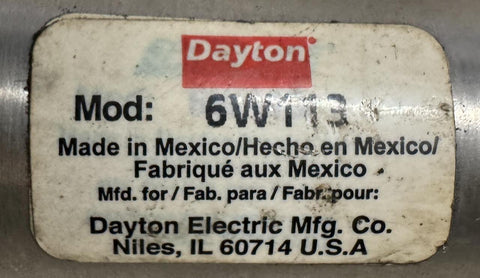 Dayton®
Mod: 6W113
Made in Mexico/Hecho en Mexico/
Fabriqué aux Mexico
Mfd. for / Fab. para / Fabr. pour:
Dayton Electric Mfg. Co.
Niles, IL 60714 U.S.A